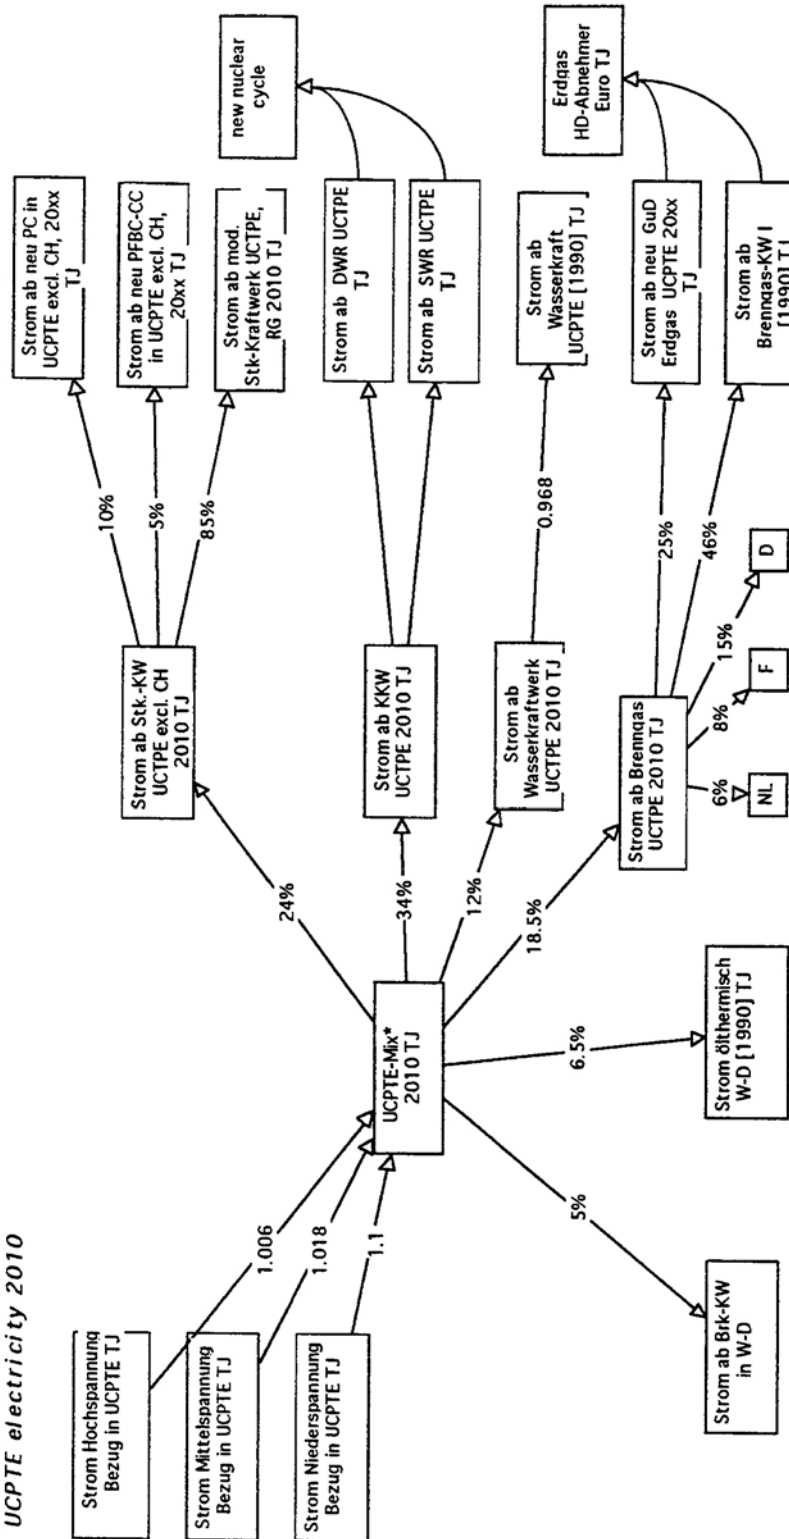 UCPTE electricity 2010
Strom Hochspannung
Bezug in UCPTE TJ
Strom Mittelspannung
Bezug in UCPTE TJ
Strom Niederspannung
Bezug in UCPTE TJ
1.006
1.018
1.1
UCPTE-Mix*
2010 TJ
24%
34%
12%
18.5%
6.5%
5%
Strom ab Stk.-KW
UCTPE excl. CH
2010 TJ
Strom ab KKW
UCPTE 2010 TJ
Strom ab
Wasserkraftwerk
UCPTE 2010 TJ
Strom ab Brenngas
UCTPE 2010 TJ
Strom ölthermisch
W-D [1990] TJ
Strom ab Brk-KW
in W-D
10%
5%
85%
0.968
25%
46%
15%
8%
6%
D
F
NL
Strom ab neu PC in
UCPTE excl. CH, 20xx
TJ
Strom ab neu PFBC-CC
in UCPTE excl. CH,
20xx TJ
Strom ab mod.
Stk-Kraftwerk UCTPE,
RG 2010 TJ
Strom ab DWR UCTPE
TJ
Strom ab SWR UCTPE
TJ
Strom ab
Wasserkraft
UCPTE [1990] TJ
Strom ab neu GuD
Erdgas UCPTE 20xx
TJ
Strom ab
Brenngas-KW I
[1990] TJ
new nuclear
cycle
Erdgas
HD-Abnehmer
Euro TJ